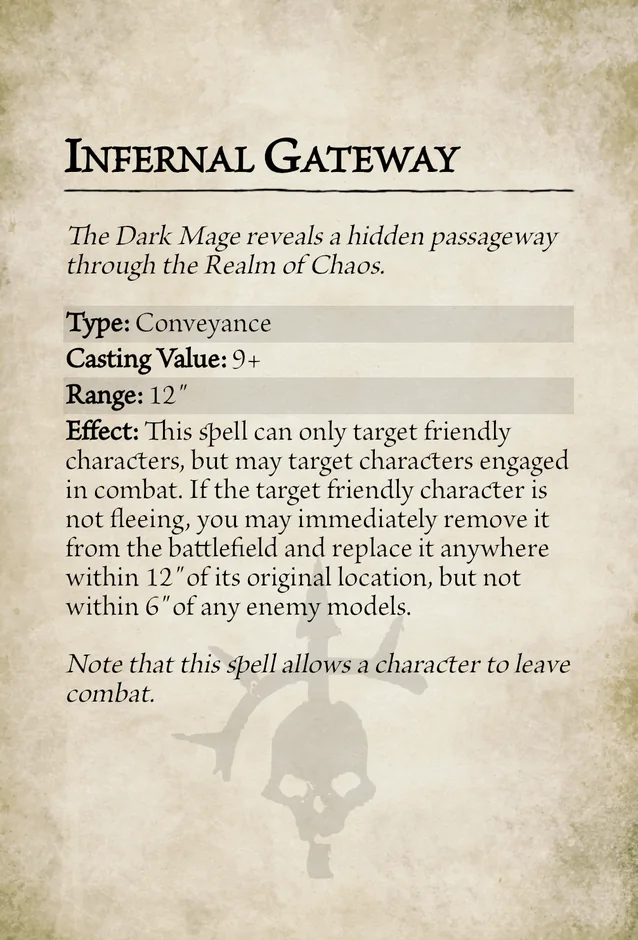 Infernal Gateway
The Dark Mage reveals a hidden passageway
through the Realm of Chaos.
Type: Conveyance
Casting Value: 9+
Range: 12"
Effect: This spell can only target friendly
characters, but may target characters engaged
in combat. If the target friendly character is
not fleeing, you may immediately remove it
from the battlefield and replace it anywhere
within 12" of its original location, but not
within 6" of any enemy models.
Note that this spell allows a character to leave
combat.